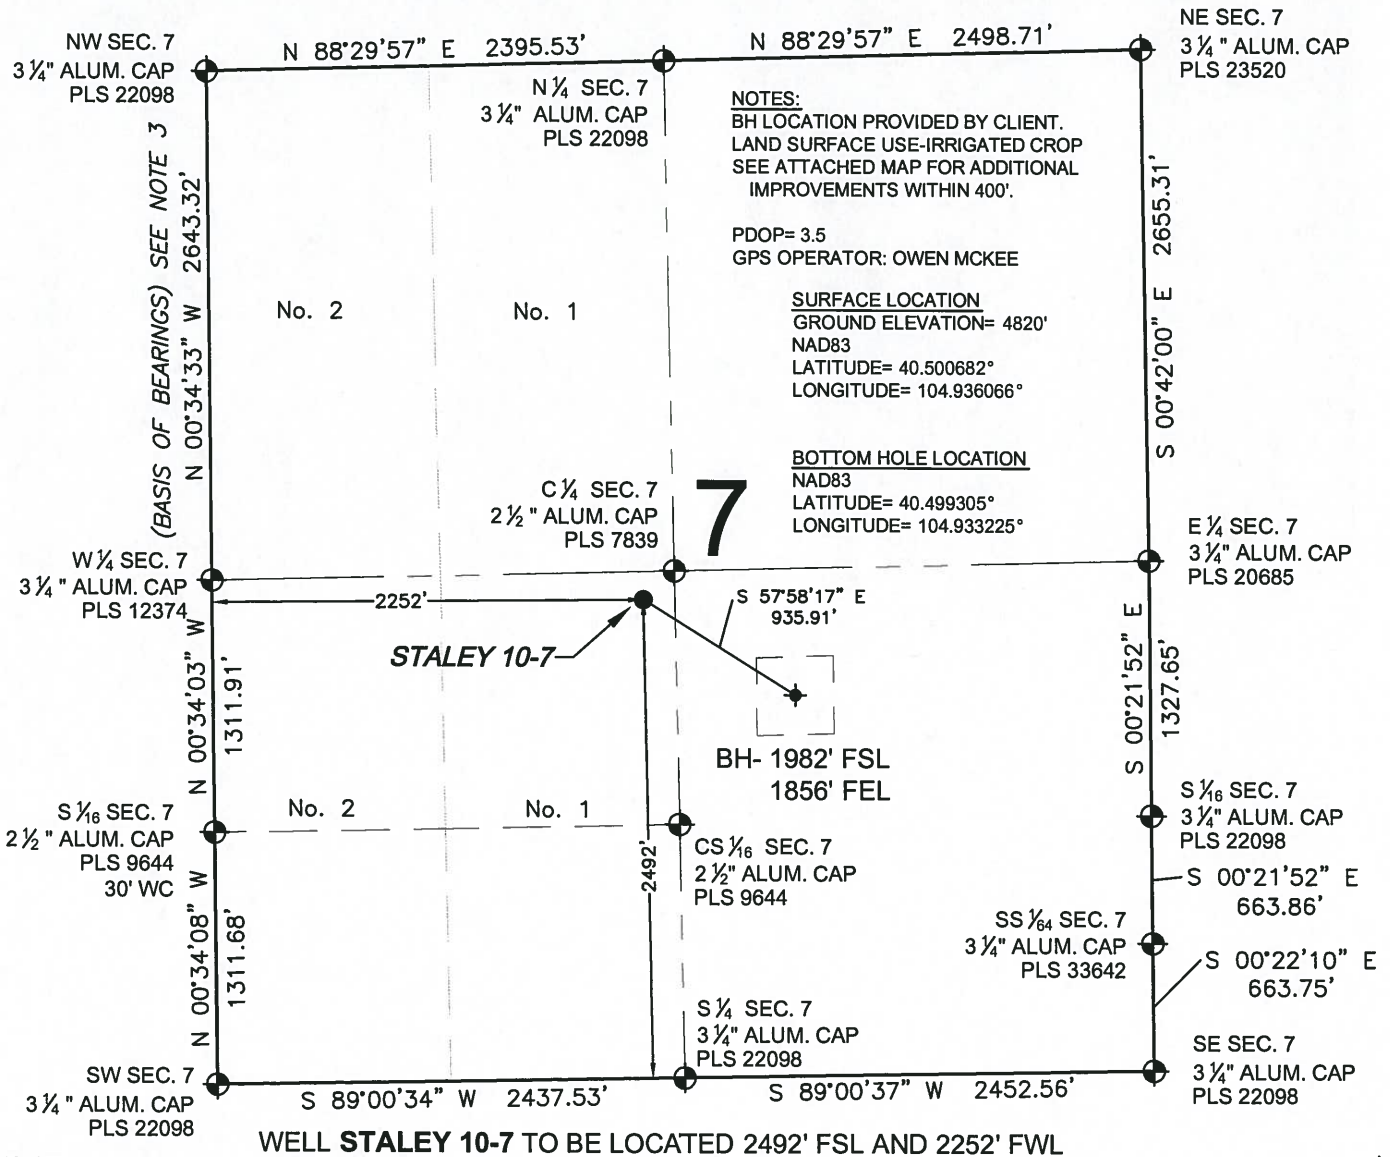 NW SEC. 7
3 ¼" ALUM. CAP
PLS 22098
N 88°29'57" E 2395.53'
N ¼ SEC. 7
3 ¼" ALUM. CAP
PLS 22098
N 88°29'57" E 2498.71'
NE SEC. 7
3 ¼" ALUM. CAP
PLS 23520
NOTES:
BH LOCATION PROVIDED BY CLIENT.
LAND SURFACE USE-IRRIGATED CROP
SEE ATTACHED MAP FOR ADDITIONAL
IMPROVEMENTS WITHIN 400'.
PDOP= 3.5
GPS OPERATOR: OWEN MCKEE
SURFACE LOCATION
GROUND ELEVATION= 4820'
NAD83
LATITUDE= 40.500682°
LONGITUDE= 104.936066°
BOTTOM HOLE LOCATION
NAD83
LATITUDE= 40.499305°
LONGITUDE= 104.933225°
(BASIS OF BEARINGS) SEE NOTE 3
N 00°34'33" W 2643.32'
No. 2
No. 1
S 00°42'00" E 2655.31'
C ¼ SEC. 7
2 ½ " ALUM. CAP
PLS 7839
7
W ¼ SEC. 7
3 ¼ " ALUM. CAP
PLS 12374
E ¼ SEC. 7
3 ¼" ALUM. CAP
PLS 20685
2252'
S 57°58'17" E
935.91'
STALEY 10-7
N 00°34'03" W
1311.91'
S 00°21'52" E
1327.65'
BH- 1982' FSL
1856' FEL
S 1⁄16 SEC. 7
2 ½ " ALUM. CAP
PLS 9644
30' WC
No. 2
No. 1
2492'
CS 1⁄16 SEC. 7
2 ½" ALUM. CAP
PLS 9644
S 1⁄16 SEC. 7
3 ¼" ALUM. CAP
PLS 22098
S 00°21'52" E
663.86'
SS 1⁄64 SEC. 7
3 ¼" ALUM. CAP
PLS 33642
S 00°22'10" E
663.75'
N 00°34'08" W
1311.68'
S ¼ SEC. 7
3 ¼" ALUM. CAP
PLS 22098
SW SEC. 7
3 ¼ " ALUM. CAP
PLS 22098
S 89°00'34" W 2437.53'
S 89°00'37" W 2452.56'
SE SEC. 7
3 ¼" ALUM. CAP
PLS 22098
WELL STALEY 10-7 TO BE LOCATED 2492' FSL AND 2252' FWL